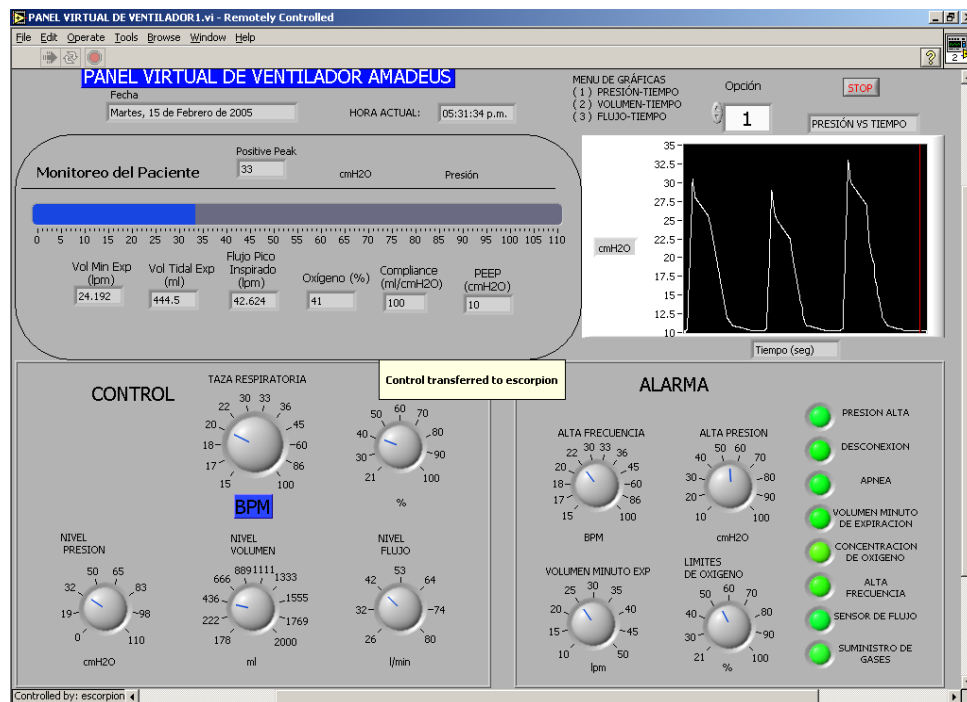 PANEL VIRTUAL DE VENTILADOR1.vi - Remotely Controlled
File Edit Operate Tools Browse Window Help
2
PANEL VIRTUAL DE VENTILADOR AMADEUS
Fecha
Martes, 15 de Febrero de 2005
HORA ACTUAL: 05:31:34 p.m.
MENU DE GRÁFICAS
( 1 ) PRESIÓN-TIEMPO
( 2 ) VOLUMEN-TIEMPO
( 3 ) FLUJO-TIEMPO
Opción
1
STOP
PRESIÓN VS TIEMPO
Monitoreo del Paciente
Positive Peak
33
cmH2O
Presión
0 5 10 15 20 25 30 35 40 45 50 55 60 65 70 75 80 85 90 95 100 105 110
Vol Min Exp
(lpm)
24.192
Vol Tidal Exp
(ml)
444.5
Flujo Pico
Inspirado
(lpm)
42.624
Oxígeno (%)
41
Compliance
(ml/cmH2O)
100
PEEP
(cmH2O)
10
35
32.5
30
27.5
25
22.5
20
17.5
15
12.5
10
cmH2O
Tiempo (seg)
Control transferred to escorpion
CONTROL
TAZA RESPIRATORIA
15 17 18 20 22 30 33 36 45 60 86 100
BPM
21 30 40 50 60 70 80 90 100
%
NIVEL
PRESION
0 19 32 50 65 83 98 110
cmH2O
NIVEL
VOLUMEN
178 222 436 666 889 1111 1333 1555 1769 2000
ml
NIVEL
FLUJO
26 32 42 53 64 74 80
l/min
ALARMA
ALTA FRECUENCIA
15 17 18 20 22 30 33 36 45 60 86 100
BPM
ALTA PRESION
10 20 30 40 50 60 70 80 90 100
cmH2O
VOLUMEN MINUTO EXP
10 15 20 25 30 35 40 45 50
lpm
LIMITES
DE OXIGENO
21 30 40 50 60 70 80 90 100
%
PRESION ALTA
DESCONEXION
APNEA
VOLUMEN MINUTO
DE EXPIRACION
CONCENTRACION
DE OXIGENO
ALTA
FRECUENCIA
SENSOR DE FLUJO
SUMINISTRO DE
GASES
Controlled by: escorpion